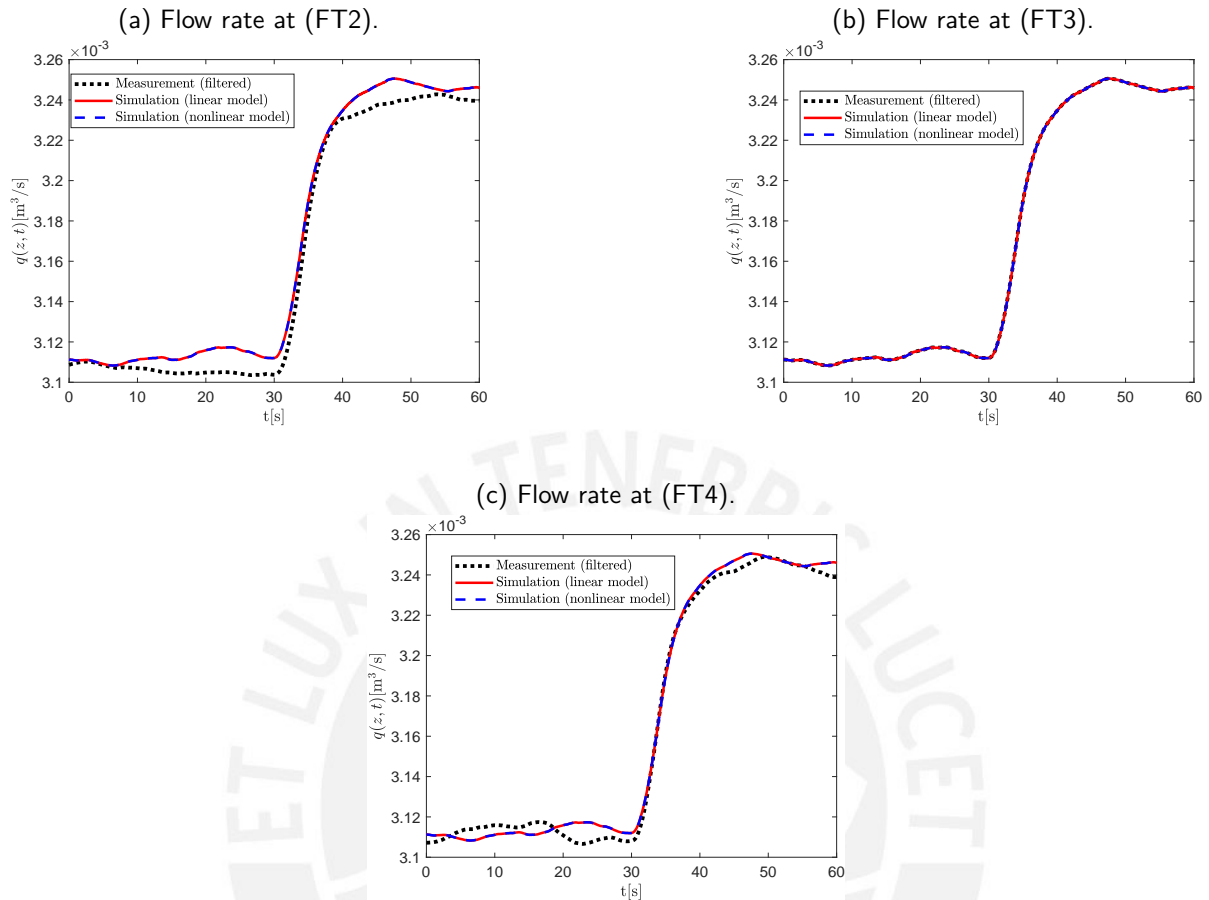 (a) Flow rate at (FT2).
×10⁻³
3.26
3.24
3.22
3.2
3.18
3.16
3.14
3.12
3.1
q(z, t)[m³/s]
Measurement (filtered)
Simulation (linear model)
Simulation (nonlinear model)
0 10 20 30 40 50 60
t[s]
(b) Flow rate at (FT3).
×10⁻³
3.26
3.24
3.22
3.2
3.18
3.16
3.14
3.12
3.1
q(z, t)[m³/s]
Measurement (filtered)
Simulation (linear model)
Simulation (nonlinear model)
0 10 20 30 40 50 60
t[s]
(c) Flow rate at (FT4).
×10⁻³
3.26
3.24
3.22
3.2
3.18
3.16
3.14
3.12
3.1
q(z, t)[m³/s]
Measurement (filtered)
Simulation (linear model)
Simulation (nonlinear model)
0 10 20 30 40 50 60
t[s]
ET LUX IN TENEBRIS LUCET